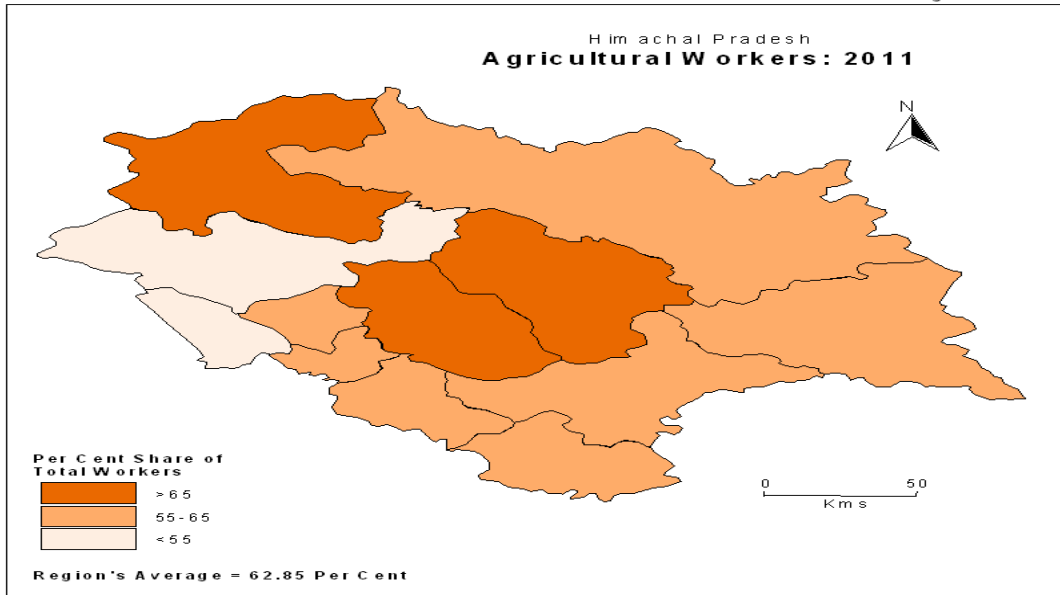 Himachal Pradesh
Agricultural Workers: 2011
N
Per Cent Share of
Total Workers
>65
55-65
<55
0 50
Kms
Region's Average = 62.85 Per Cent